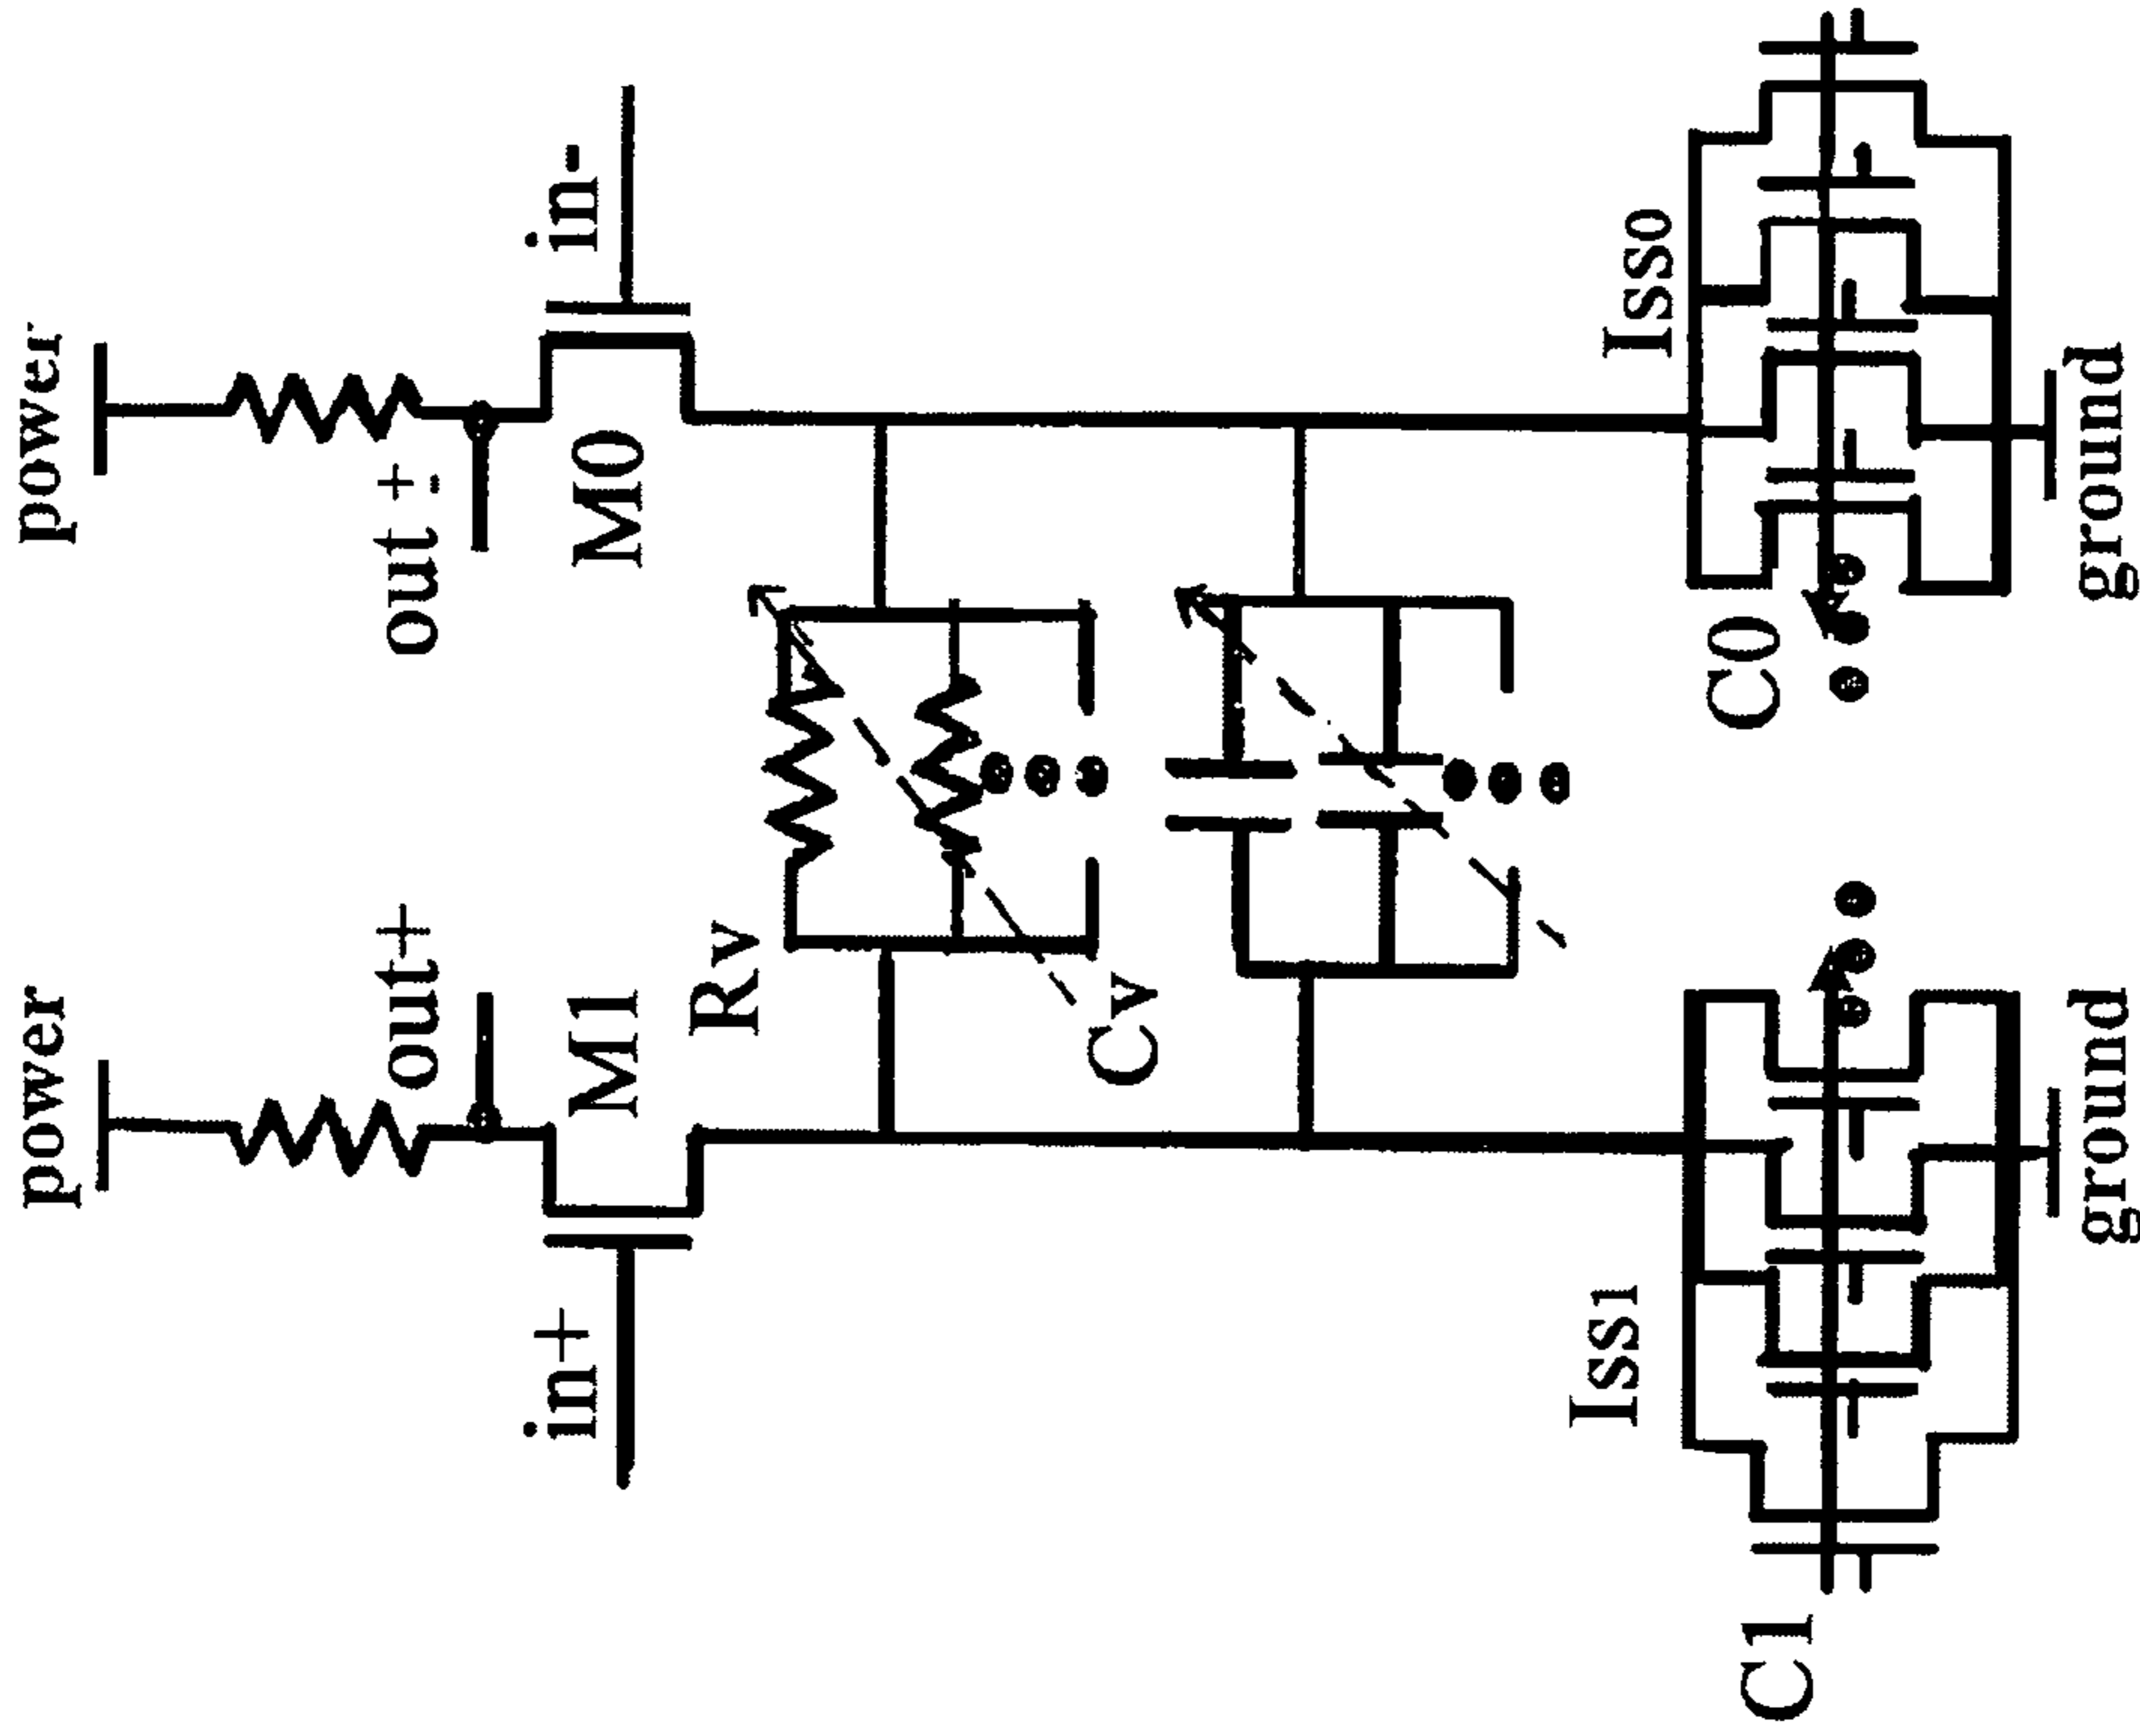 power
power
out+
out ±
in+
in-
M1
M0
Rv
Cv
Iss1
Iss0
C1
C0
ground
ground